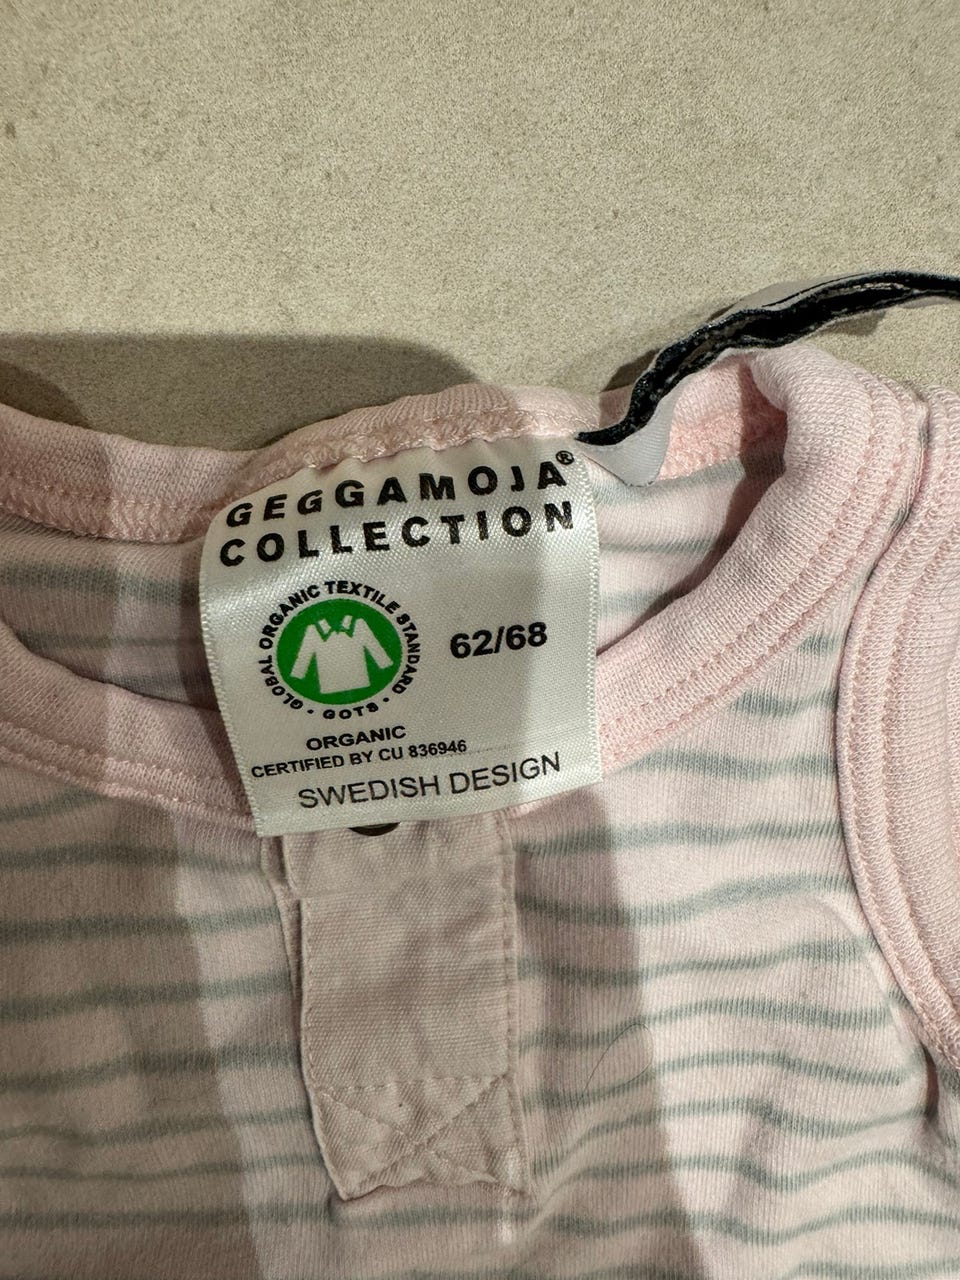 GEGGAMOJA®
COLLECTION
GLOBAL ORGANIC TEXTILE STANDARD
· GOTS ·
62/68
ORGANIC
CERTIFIED BY CU 836946
SWEDISH DESIGN